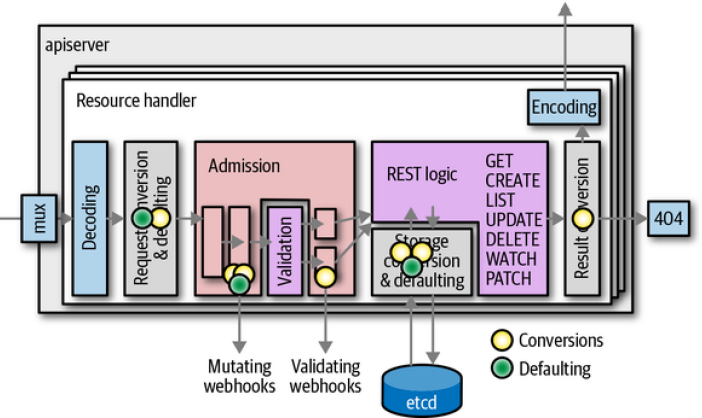 apiserver
Resource handler
Encoding
mux
Decoding
Request conversion
& defaulting
Admission
Validation
REST logic
GET
CREATE
LIST
UPDATE
DELETE
WATCH
PATCH
Storage
conversion
& defaulting
Result conversion
404
Mutating
webhooks
Validating
webhooks
etcd
Conversions
Defaulting